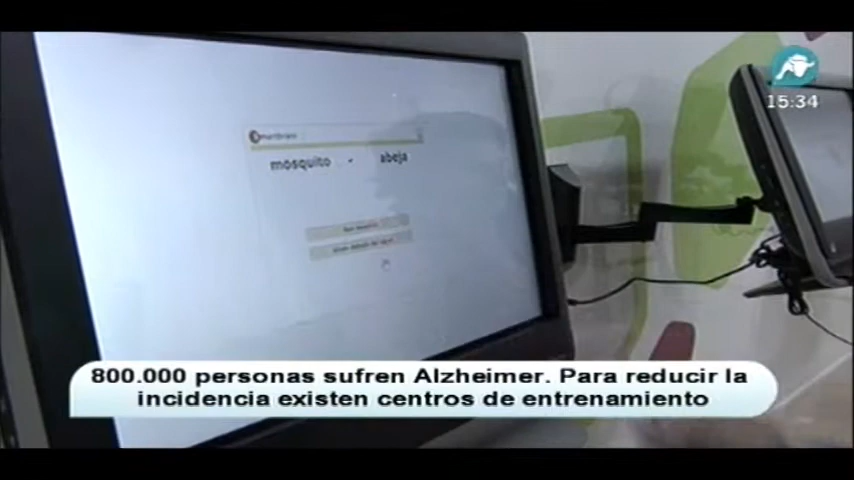 15:34
mosquito - abeja
800.000 personas sufren Alzheimer. Para reducir la
incidencia existen centros de entrenamiento